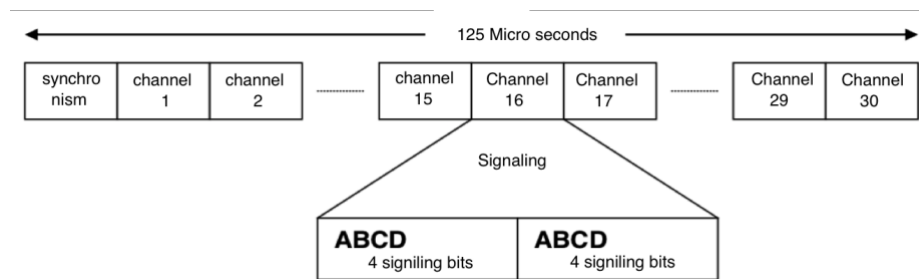 125 Micro seconds
synchro
nism
channel
1
channel
2
channel
15
Channel
16
Channel
17
Channel
29
Channel
30
Signaling
ABCD
4 signiling bits
ABCD
4 signiling bits